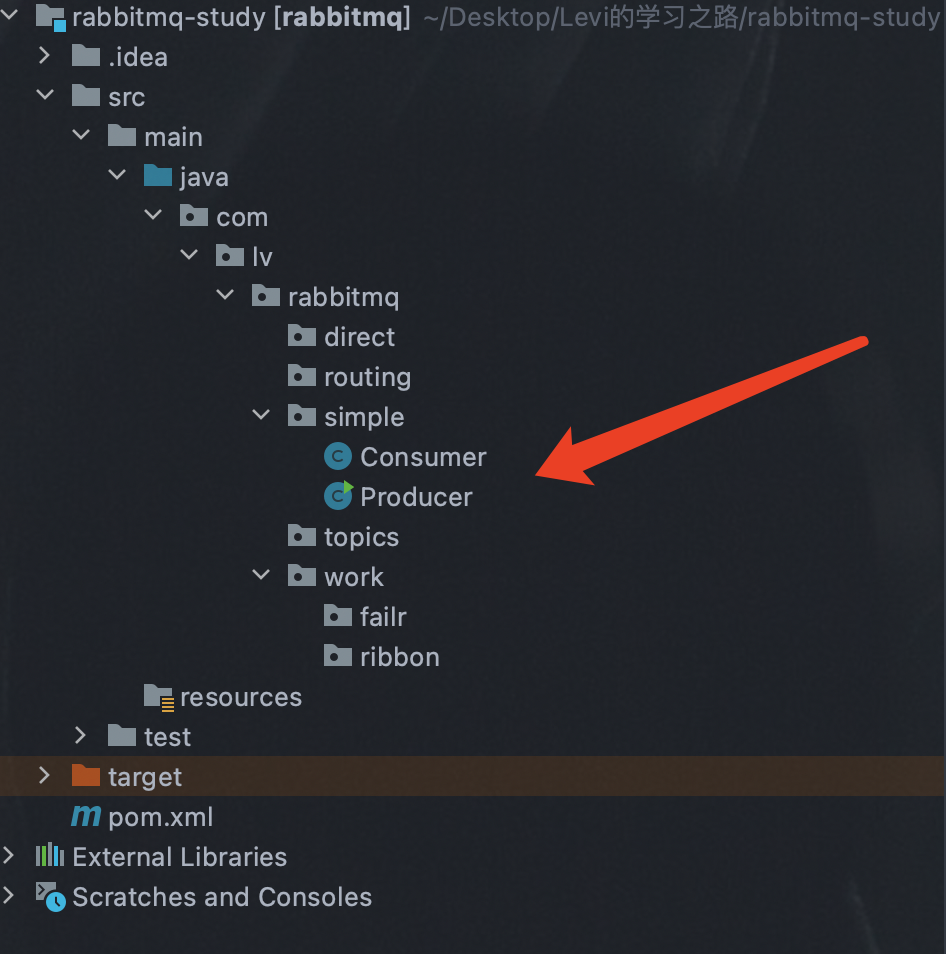 rabbitmq-study [rabbitmq] ~/Desktop/Levi的学习之路/rabbitmq-study
.idea
src
main
java
com
lv
rabbitmq
direct
routing
simple
C Consumer
C Producer
topics
work
failr
ribbon
resources
test
target
m pom.xml
External Libraries
Scratches and Consoles